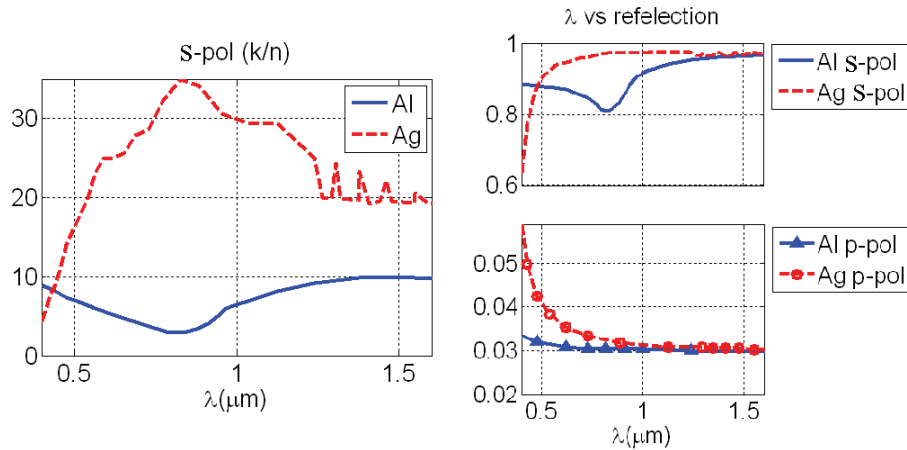 S-pol (k/n)
30
20
10
0
0.5
1
1.5
λ(μm)
Al
Ag
λ vs refelection
1
0.8
0.6
Al S-pol
Ag S-pol
0.05
0.04
0.03
0.02
0.5
1
1.5
λ(μm)
Al p-pol
Ag p-pol